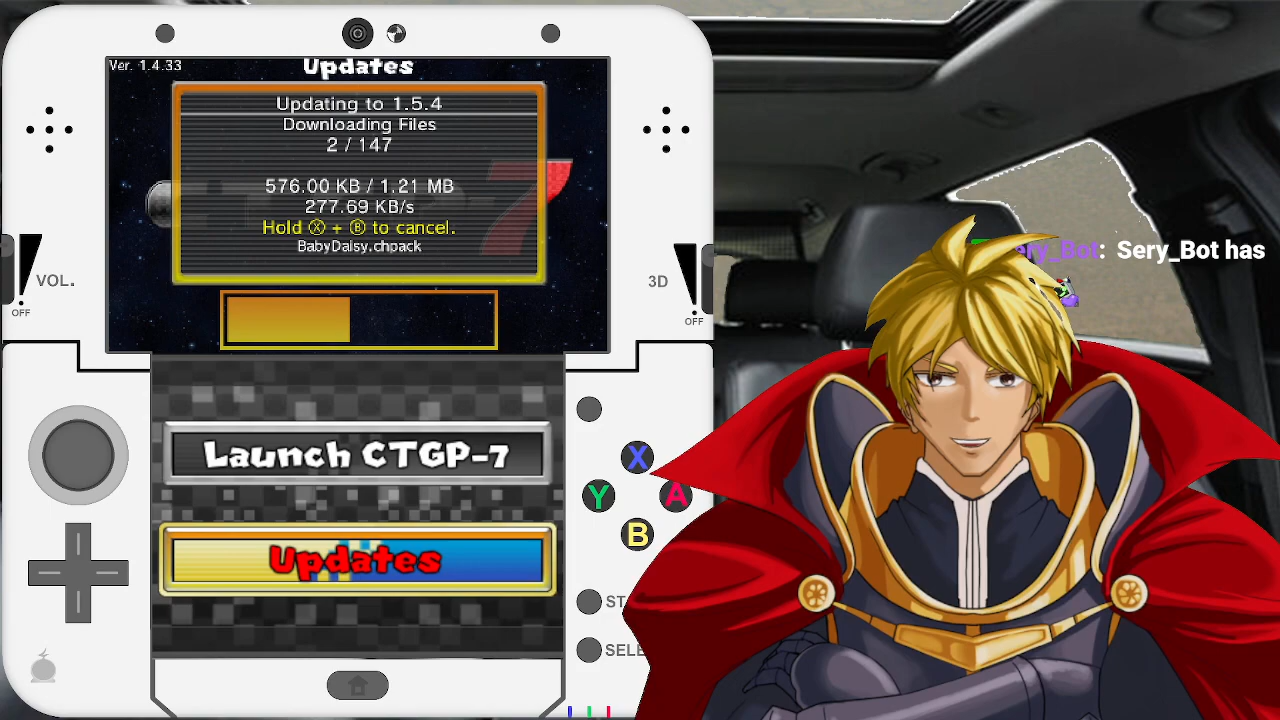 Ver. 1.4.33
Updates
Updating to 1.5.4
Downloading Files
2 / 147
7
576.00 KB / 1.21 MB
277.69 KB/s
Hold X + B to cancel.
BabyDaisy.chpack
VOL.
OFF
3D
OFF
Sery_Bot: Sery_Bot has
Launch CTGP-7
Updates
X
Y
A
B